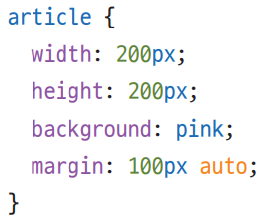 article {
  width: 200px;
  height: 200px;
  background: pink;
  margin: 100px auto;
}